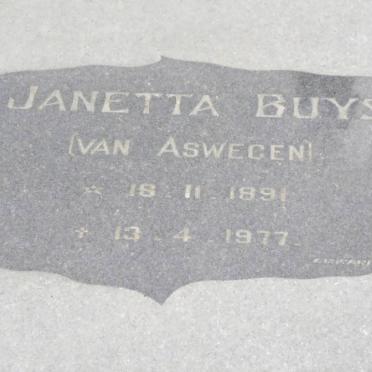 JANETTA BUYS
(VAN ASWEGEN)
☆ 18 . 11 . 1891
✝ 13 . 4 . 1977.